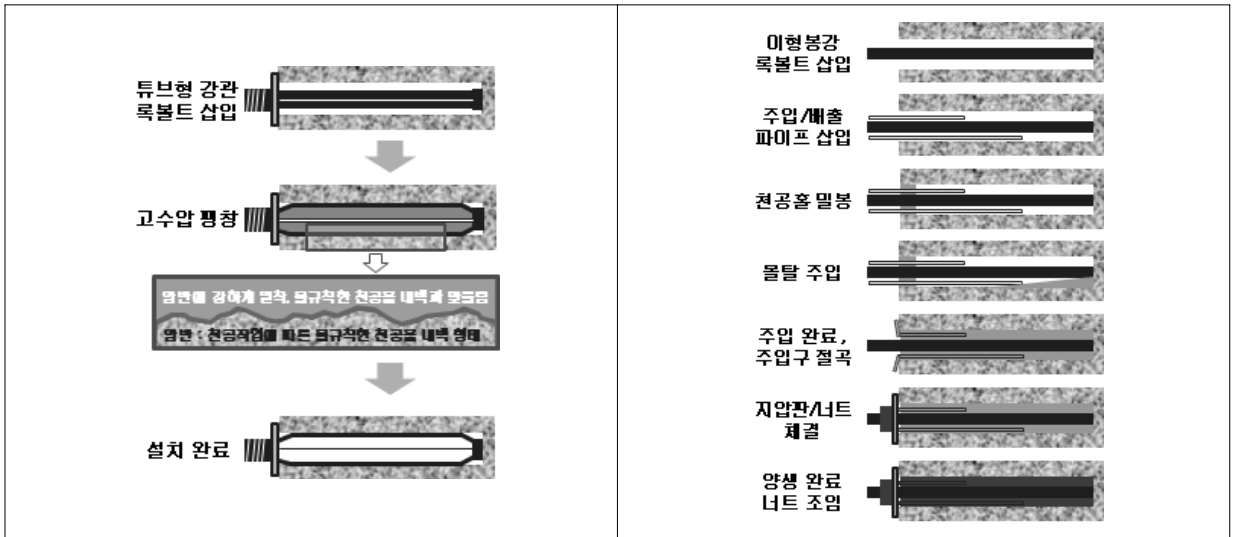 튜브형 강관
록볼트 삽입
고수압 팽창
암반에 강하게 밀착, 불규칙한 천공홀 내벽과 맞물림
암반 : 천공작업에 따른 불규칙한 천공홀 내벽 형태
설치 완료
이형봉강
록볼트 삽입
주입/배출
파이프 삽입
천공홀 밀봉
몰탈 주입
주입 완료,
주입구 절곡
지압판/너트
체결
양생 완료
너트 조임